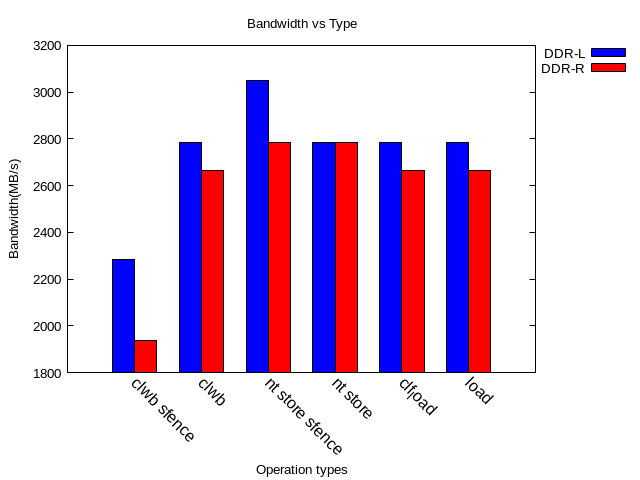 Bandwidth vs Type
3200
3000
2800
2600
2400
2200
2000
1800
Bandwidth(MB/s)
DDR-L
DDR-R
clwb sfence
clwb
nt store sfence
nt store
clfjoad
load
Operation types